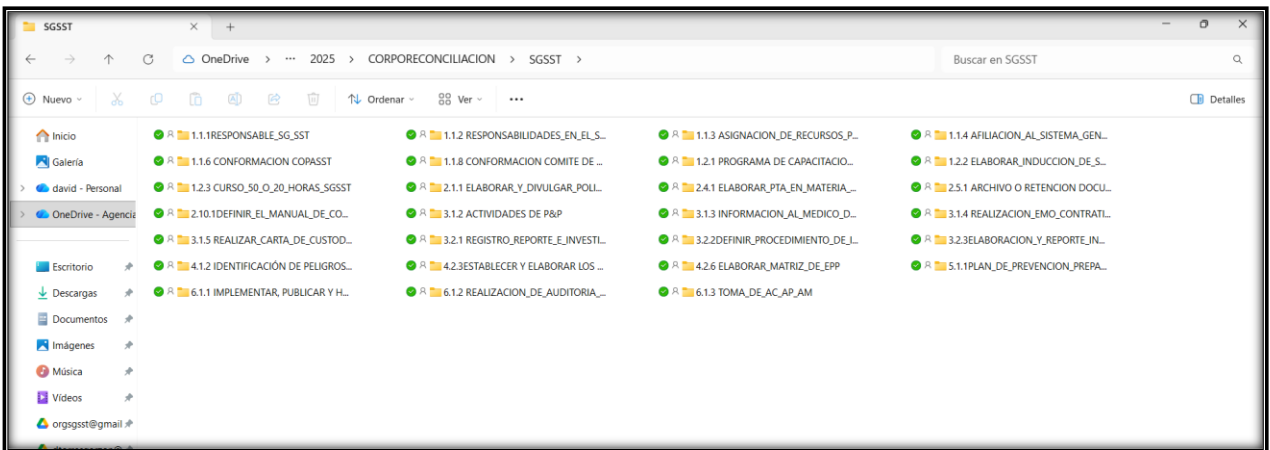 SGSST
OneDrive > ... 2025 > CORPORECONCILIACION > SGSST >
Buscar en SGSST
Nuevo
Ordenar
Ver
Detalles
Inicio
Galería
david - Personal
OneDrive - Agencia
Escritorio
Descargas
Documentos
Imágenes
Música
Vídeos
orgsgsst@gmail
1.1.1RESPONSABLE_SG_SST
1.1.2 RESPONSABILIDADES_EN_EL_S...
1.1.3 ASIGNACION_DE_RECURSOS_P...
1.1.4 AFILIACION_AL_SISTEMA_GEN...
1.1.6 CONFORMACION COPASST
1.1.8 CONFORMACION COMITE DE ...
1.2.1 PROGRAMA DE CAPACITACIO...
1.2.2 ELABORAR_INDUCCION_DE_S...
1.2.3 CURSO_50_O_20_HORAS_SGSST
2.1.1 ELABORAR_Y_DIVULGAR_POLI...
2.4.1 ELABORAR_PTA_EN_MATERIA_...
2.5.1 ARCHIVO O RETENCION DOCU...
2.10.1DEFINIR_EL_MANUAL_DE_CO...
3.1.2 ACTIVIDADES DE P&P
3.1.3 INFORMACION_AL_MEDICO_D...
3.1.4 REALIZACION_EMO_CONTRATI...
3.1.5 REALIZAR_CARTA_DE_CUSTOD...
3.2.1 REGISTRO_REPORTE_E_INVESTI...
3.2.2DEFINIR_PROCEDIMIENTO_DE_I...
3.2.3ELABORACION_Y_REPORTE_IN...
4.1.2 IDENTIFICACIÓN DE PELIGROS...
4.2.3ESTABLECER Y ELABORAR LOS ...
4.2.6 ELABORAR_MATRIZ_DE_EPP
5.1.1PLAN_DE_PREVENCION_PREPA...
6.1.1 IMPLEMENTAR, PUBLICAR Y H...
6.1.2 REALIZACION_DE_AUDITORIA_...
6.1.3 TOMA_DE_AC_AP_AM